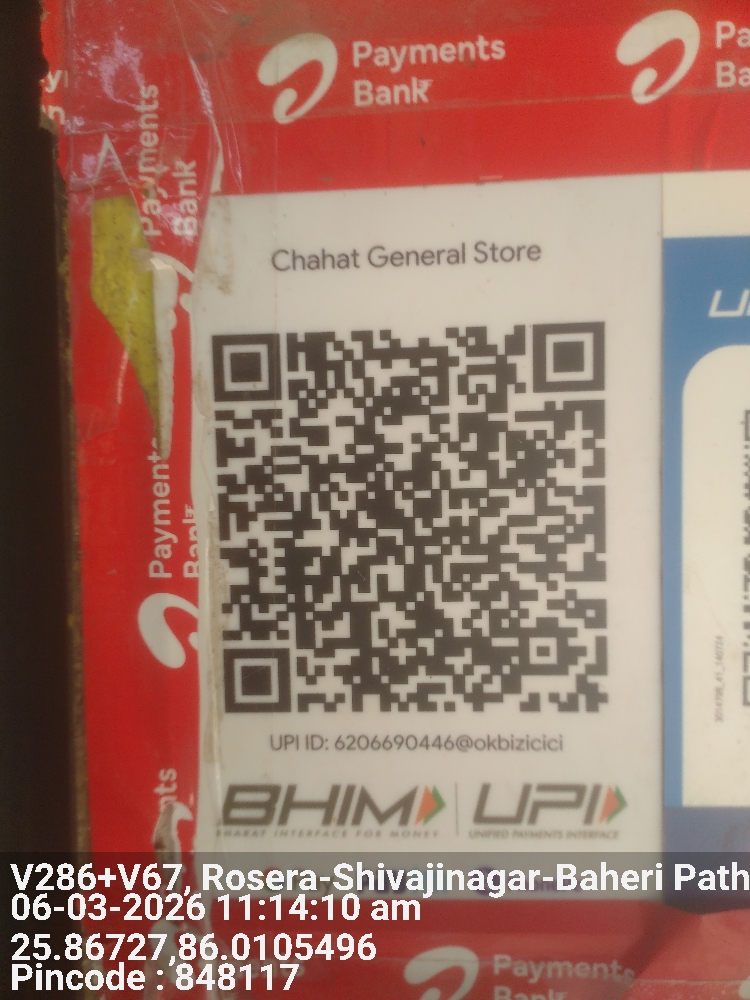 Payments
Bank
Pa
Ba
Payments
Bank
Chahat General Store
Payment
Bank
UPI ID: 6206690446@okbizicici
BHIM
BHARAT INTERFACE FOR MONEY
UPI
UNIFIED PAYMENTS INTERFACE
V286+V67, Rosera-Shivajinagar-Baheri Path
06-03-2026 11:14:10 am
25.86727,86.0105496
Pincode : 848117
Payments
Bank